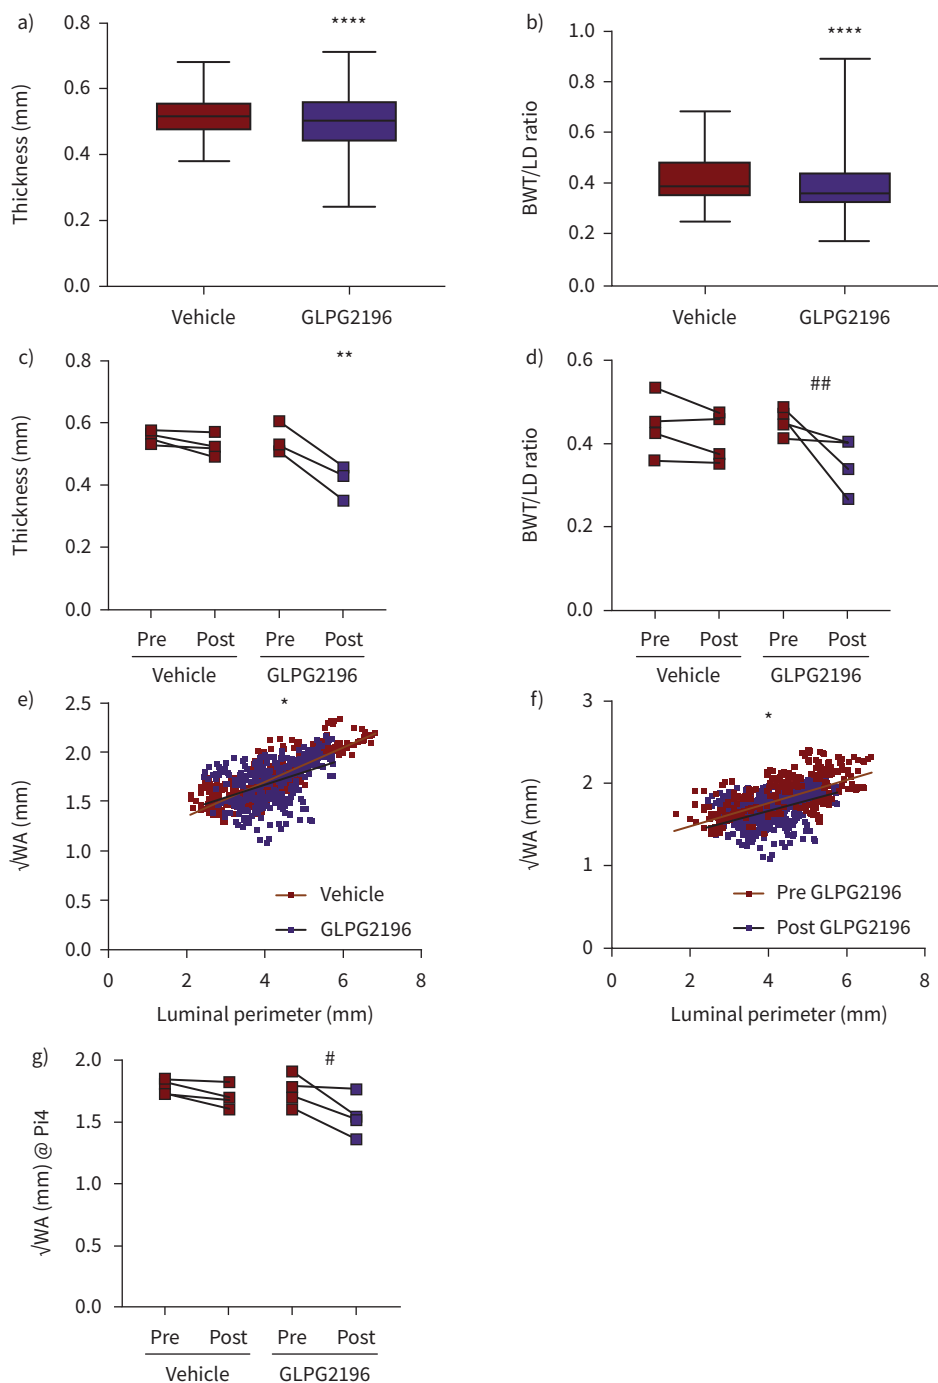 a)
Thickness (mm)
0.8
0.6
0.4
0.2
0.0
****
Vehicle
GLPG2196
b)
BWT/LD ratio
1.0
0.8
0.6
0.4
0.2
0.0
****
Vehicle
GLPG2196
c)
Thickness (mm)
0.8
0.6
0.4
0.2
0.0
**
Pre Post Pre Post
Vehicle GLPG2196
d)
BWT/LD ratio
0.6
0.4
0.2
0.0
##
Pre Post Pre Post
Vehicle GLPG2196
e)
√WA (mm)
2.5
2.0
1.5
1.0
0.5
0.0
*
Vehicle
GLPG2196
0 2 4 6 8
Luminal perimeter (mm)
f)
√WA (mm)
3
2
1
0
*
Pre GLPG2196
Post GLPG2196
0 2 4 6 8
Luminal perimeter (mm)
g)
√WA (mm) @ Pi4
2.0
1.5
1.0
0.5
0.0
#
Pre Post Pre Post
Vehicle GLPG2196